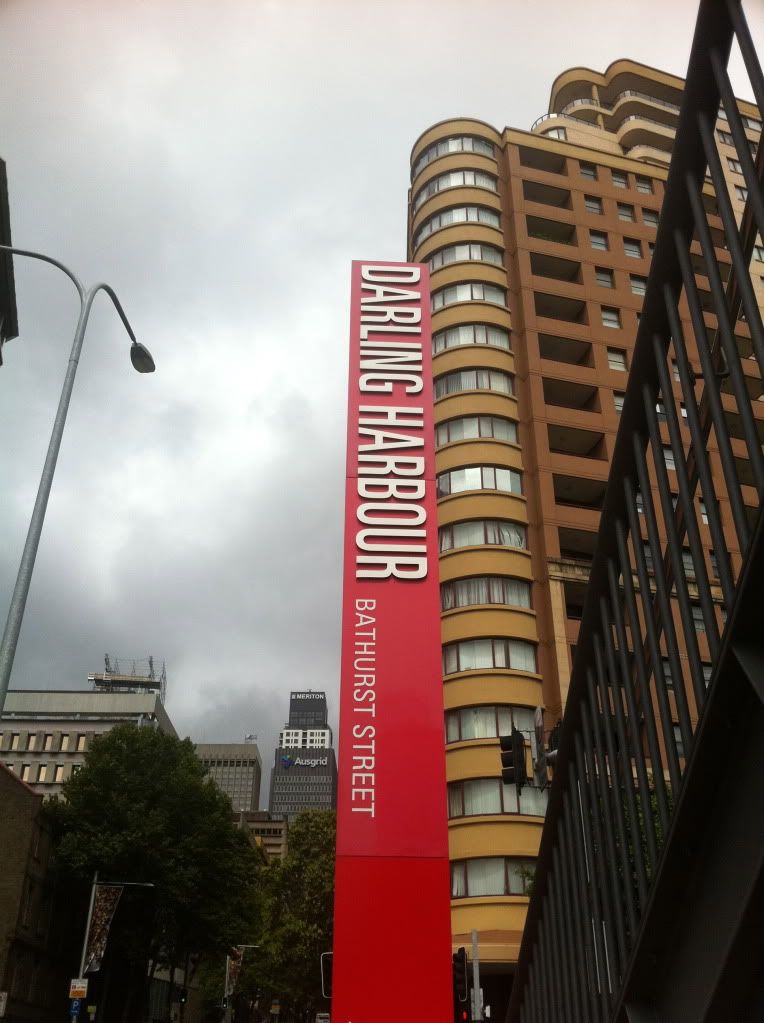 DARLING HARBOUR
BATHURST STREET
MERITON
Ausgrid
P